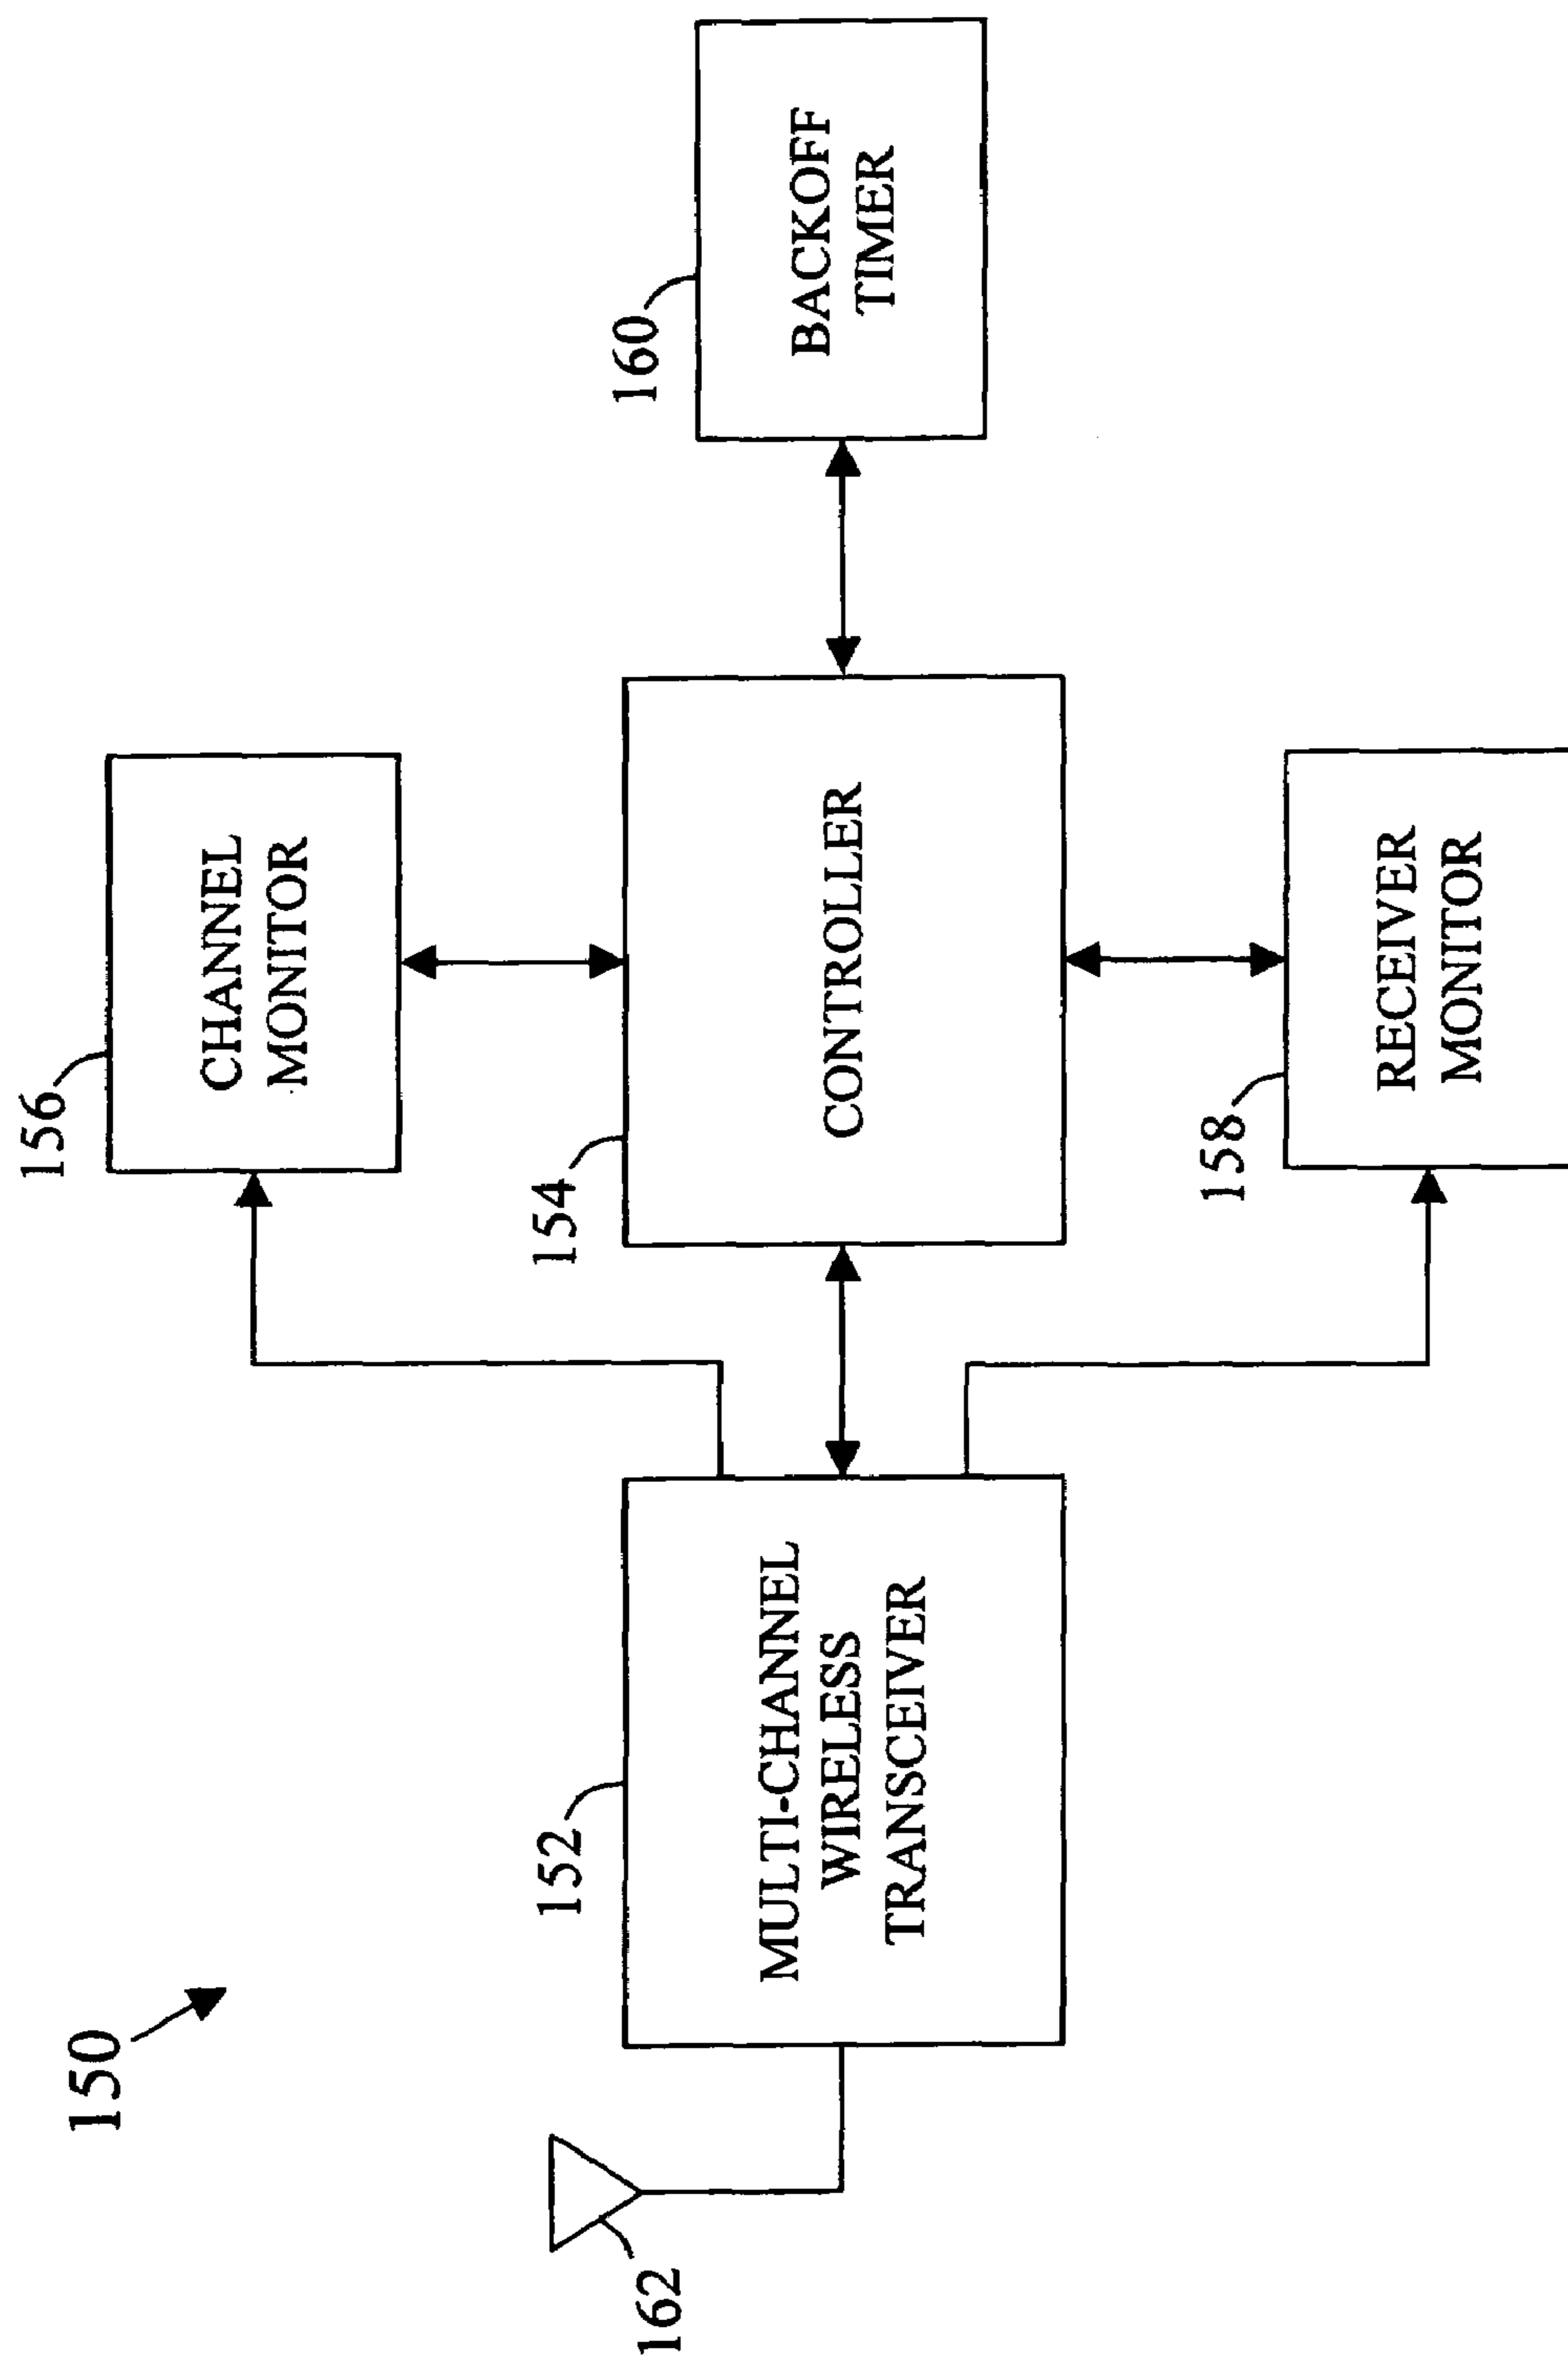 150
156
CHANNEL
MONITOR
162
152
MULTI-CHANNEL
WIRELESS
TRANSCEIVER
154
CONTROLLER
160
BACKOFF
TIMER
158
RECEIVER
MONITOR